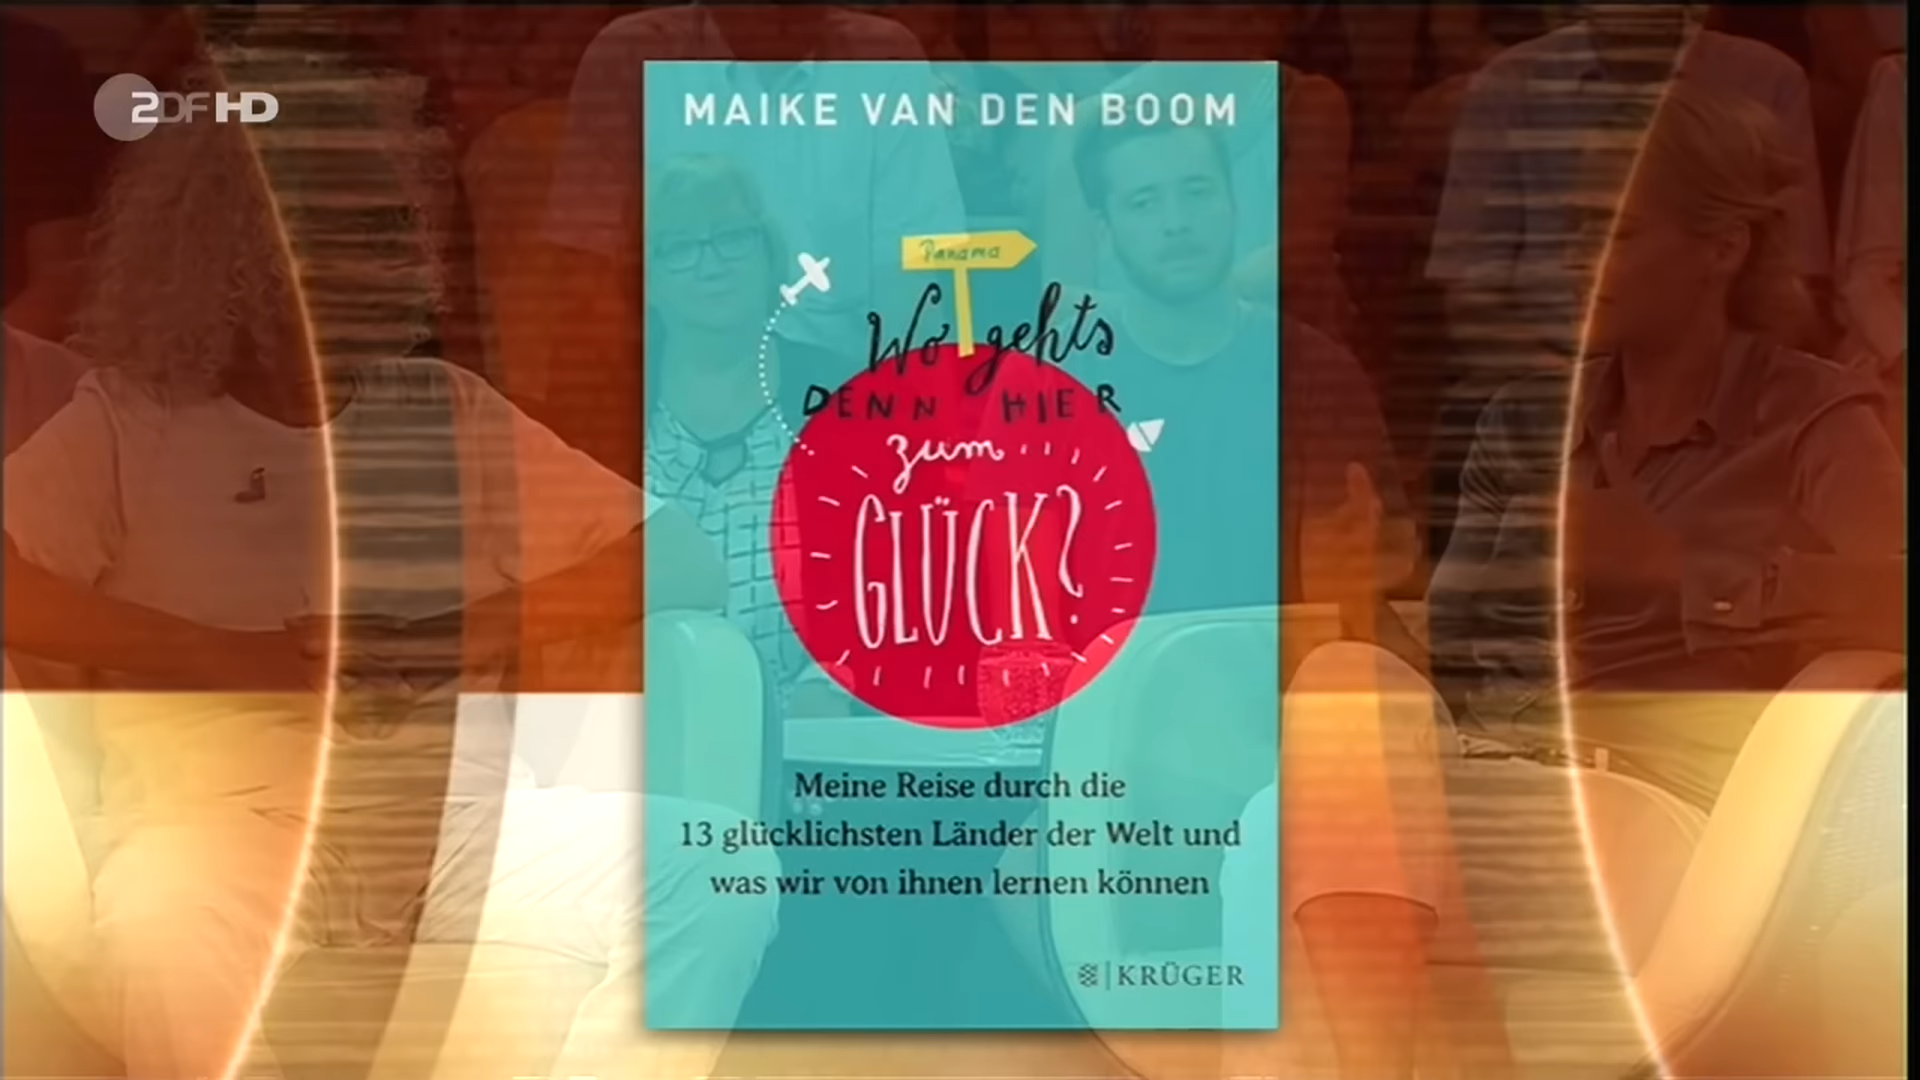 ZDF HD
MAIKE VAN DEN BOOM
Panama
Wo gehts
DENN HIER
zum
GLÜCK?
Meine Reise durch die
13 glücklichsten Länder der Welt und
was wir von ihnen lernen können
KRÜGER